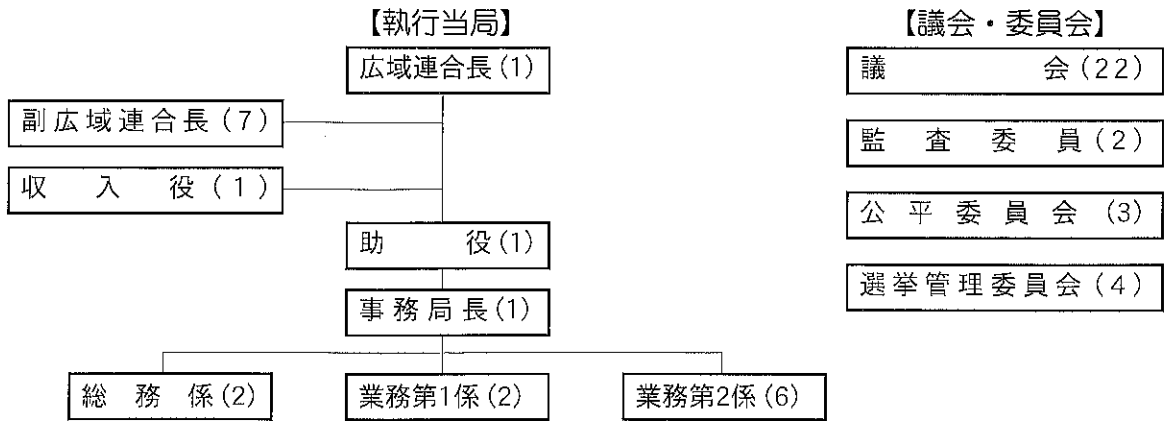 【執行当局】
広域連合長(1)
副広域連合長(7)
収入役(1)
助役(1)
事務局長(1)
総務係(2)
業務第1係(2)
業務第2係(6)
【議会・委員会】
議会(22)
監査委員(2)
公平委員会(3)
選挙管理委員会(4)